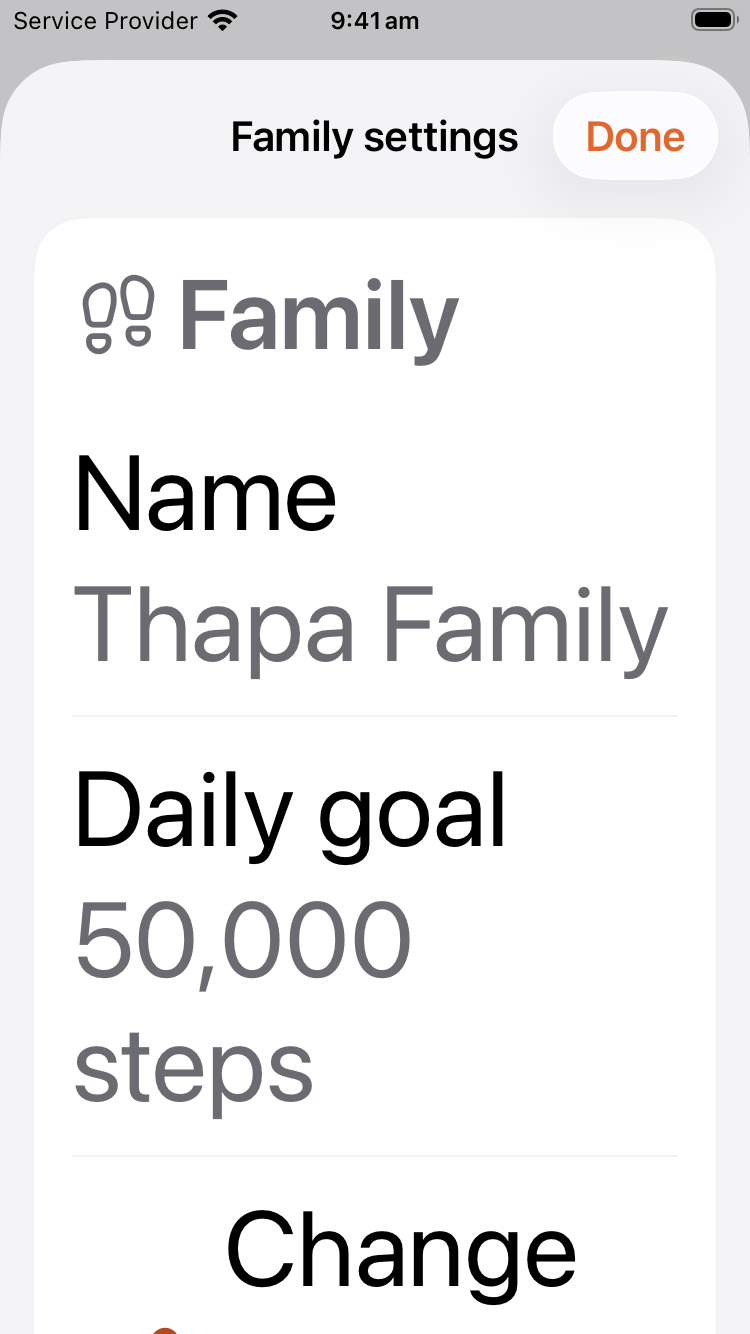 Service Provider 9:41 am
Family settings Done
Family
Name
Thapa Family
Daily goal
50,000
steps
Change